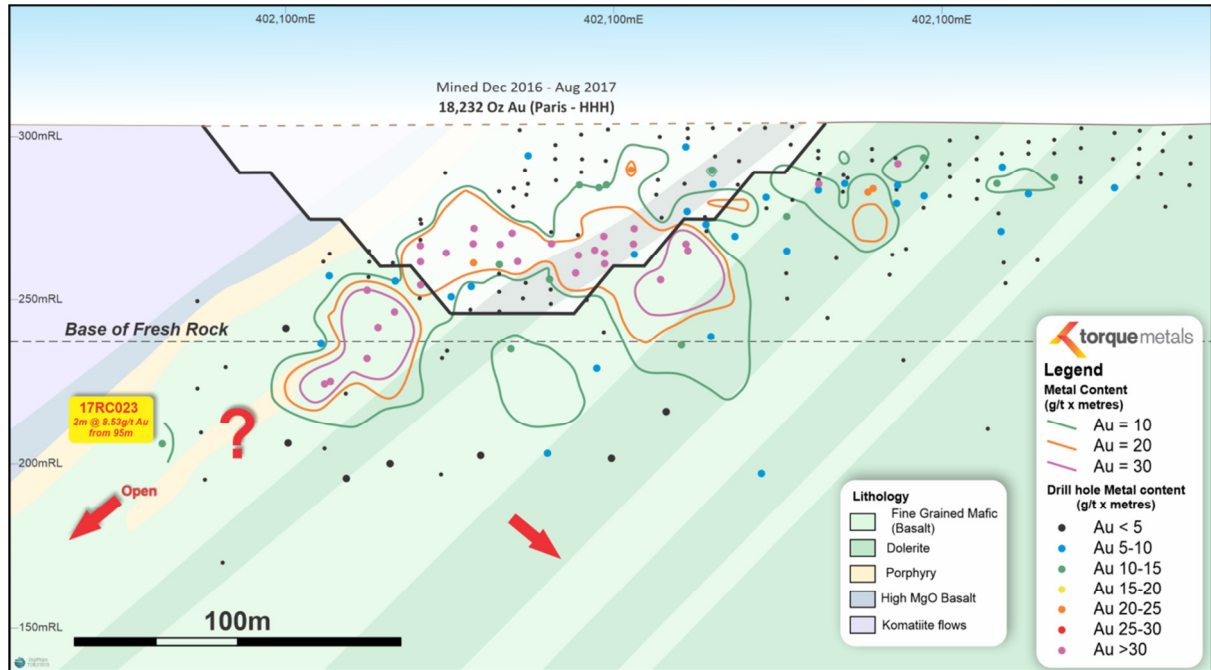 402,100mE 402,100mE 402,100mE
Mined Dec 2016 - Aug 2017
18,232 Oz Au (Paris - HHH)
300mRL
250mRL
Base of Fresh Rock
17RC023
2m @ 8.53g/t Au
from 95m
?
200mRL
Open
150mRL
100m
Lithology
Fine Grained Mafic
(Basalt)
Dolerite
Porphyry
High MgO Basalt
Komatiite flows
torquemetals
Legend
Metal Content
(g/t x metres)
Au = 10
Au = 20
Au = 30
Drill hole Metal content
(g/t x metres)
Au < 5
Au 5-10
Au 10-15
Au 15-20
Au 20-25
Au 25-30
Au >30